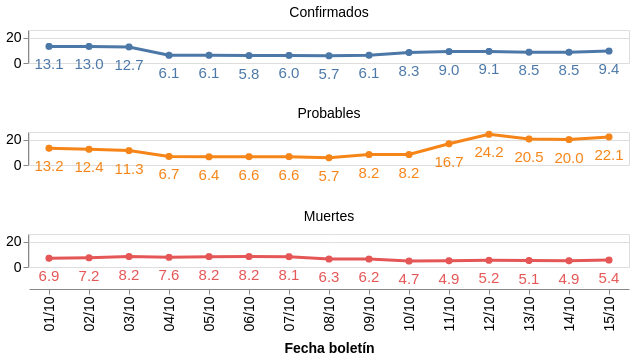 Confirmados
20
0
13.1 13.0 12.7 6.1 6.1 5.8 6.0 5.7 6.1 8.3 9.0 9.1 8.5 8.5 9.4
Probables
20
0
13.2 12.4 11.3 6.7 6.4 6.6 6.6 5.7 8.2 8.2 16.7 24.2 20.5 20.0 22.1
Muertes
20
0
6.9 7.2 8.2 7.6 8.2 8.2 8.1 6.3 6.2 4.7 4.9 5.2 5.1 4.9 5.4
01/10 02/10 03/10 04/10 05/10 06/10 07/10 08/10 09/10 10/10 11/10 12/10 13/10 14/10 15/10
Fecha boletín